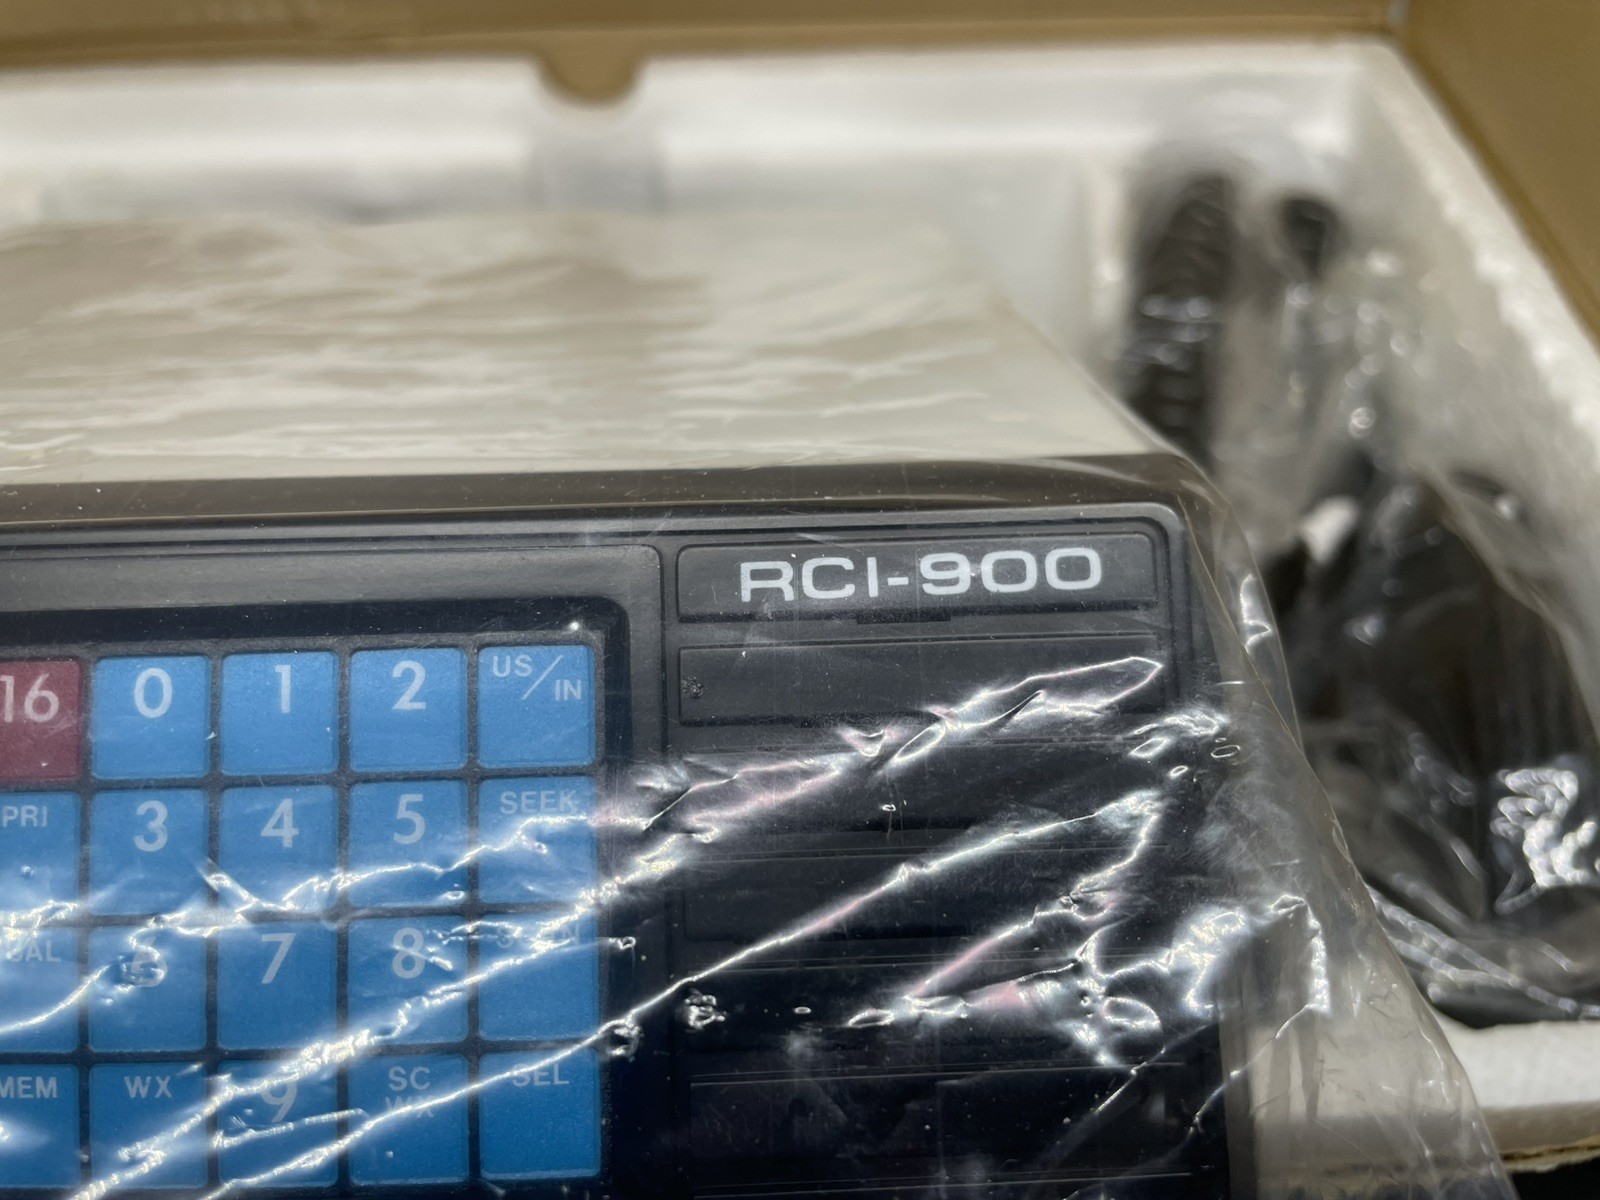 RCI-900
16 0 1 2 US/IN
PRI 3 4 5 SEEK
7 8
MEM WX 9 SC WX SEL